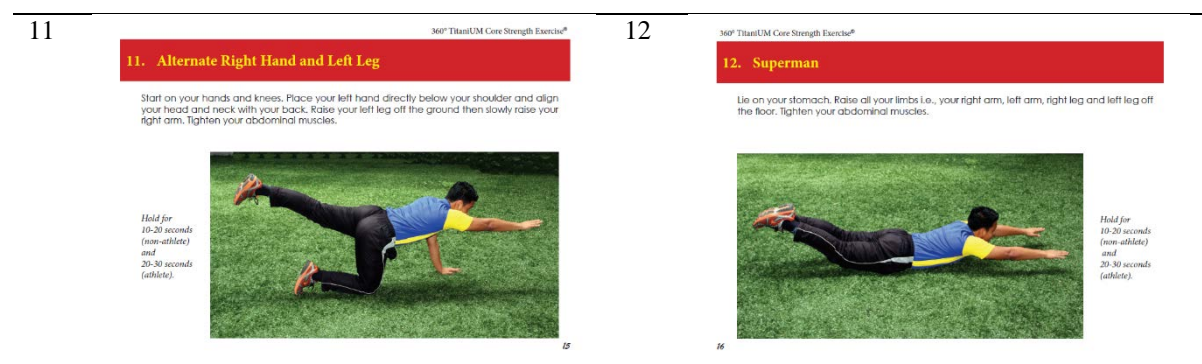 11
360° TitaniUM Core Strength Exercise®
11. Alternate Right Hand and Left Leg
Start on your hands and knees. Place your left hand directly below your shoulder and align
your head and neck with your back. Raise your left leg off the ground then slowly raise your
right arm. Tighten your abdominal muscles.
Hold for
10-20 seconds
(non-athlete)
and
20-30 seconds
(athlete).
15
12
360° TitaniUM Core Strength Exercise®
12. Superman
Lie on your stomach. Raise all your limbs i.e., your right arm, left arm, right leg and left leg off
the floor. Tighten your abdominal muscles.
Hold for
10-20 seconds
(non-athlete)
and
20-30 seconds
(athlete).
16